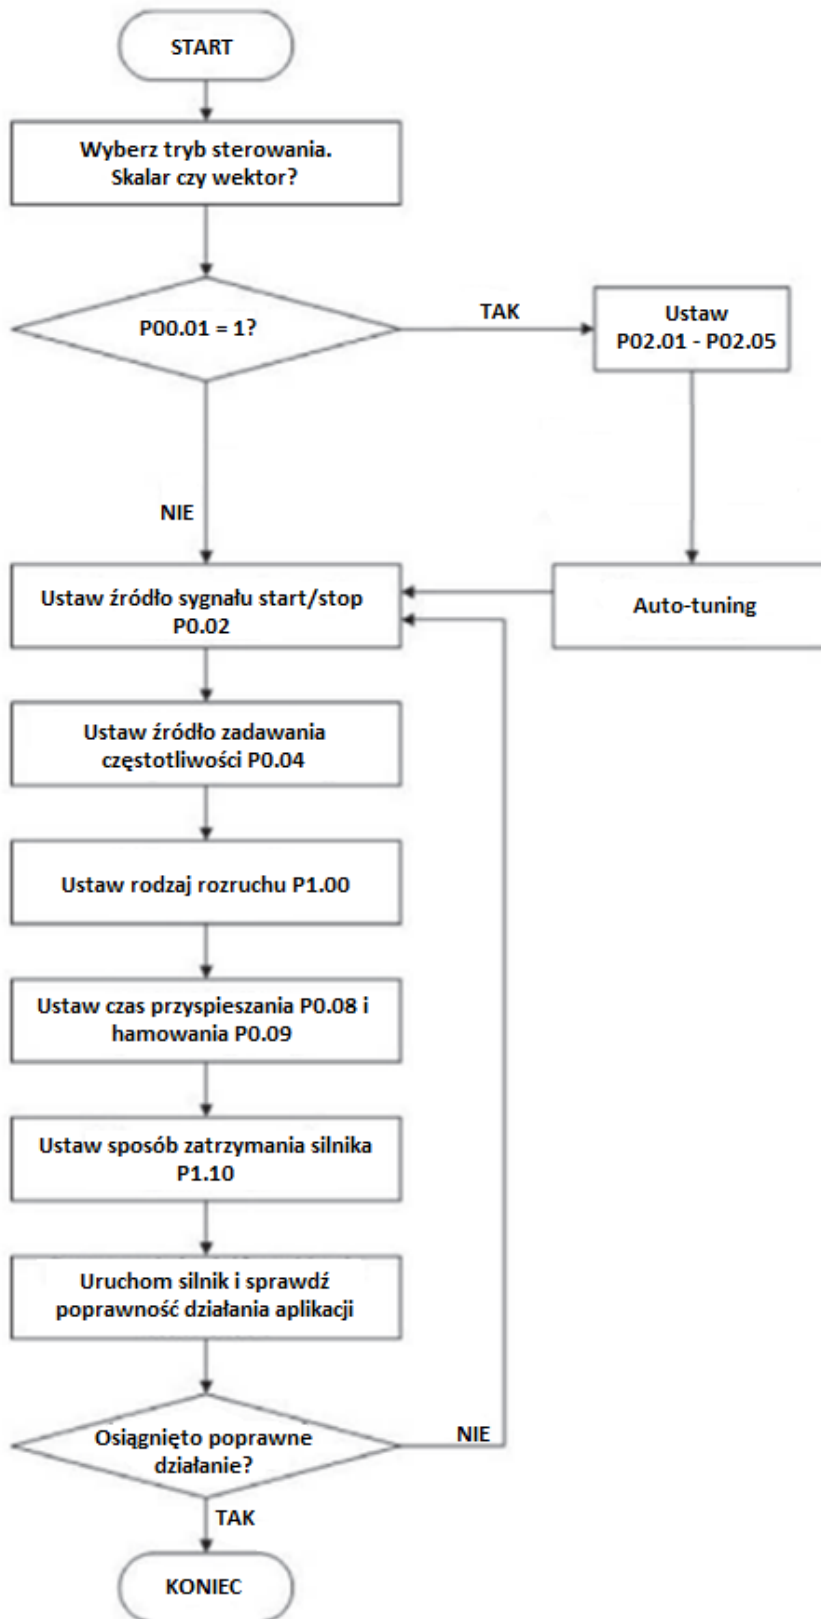 START
Wyberz tryb sterowania.
Skalar czy wektor?
P00.01 = 1?
TAK
Ustaw
P02.01 - P02.05
NIE
Ustaw źródło sygnału start/stop
P0.02
Auto-tuning
Ustaw źródło zadawania
częstotliwości P0.04
Ustaw rodzaj rozruchu P1.00
Ustaw czas przyspieszania P0.08 i
hamowania P0.09
Ustaw sposób zatrzymania silnika
P1.10
Uruchom silnik i sprawdź
poprawność działania aplikacji
Osiągnięto poprawne
działanie?
NIE
TAK
KONIEC